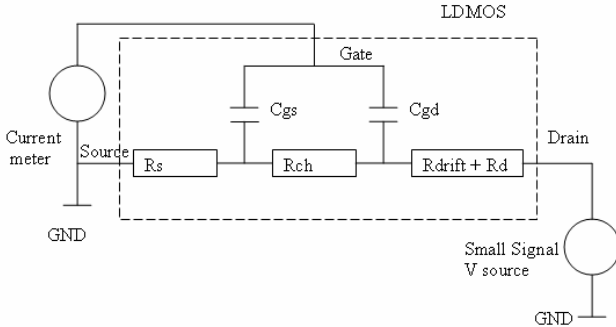 LDMOS
Gate
Cgs
Cgd
Current
meter
Source
Drain
Rs
Rch
Rdrift + Rd
GND
Small Signal
V source
GND